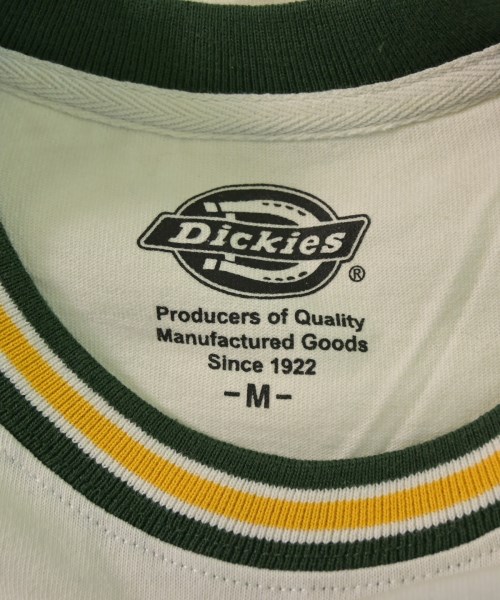 Dickies
®
Producers of Quality
Manufactured Goods
Since 1922
-M-